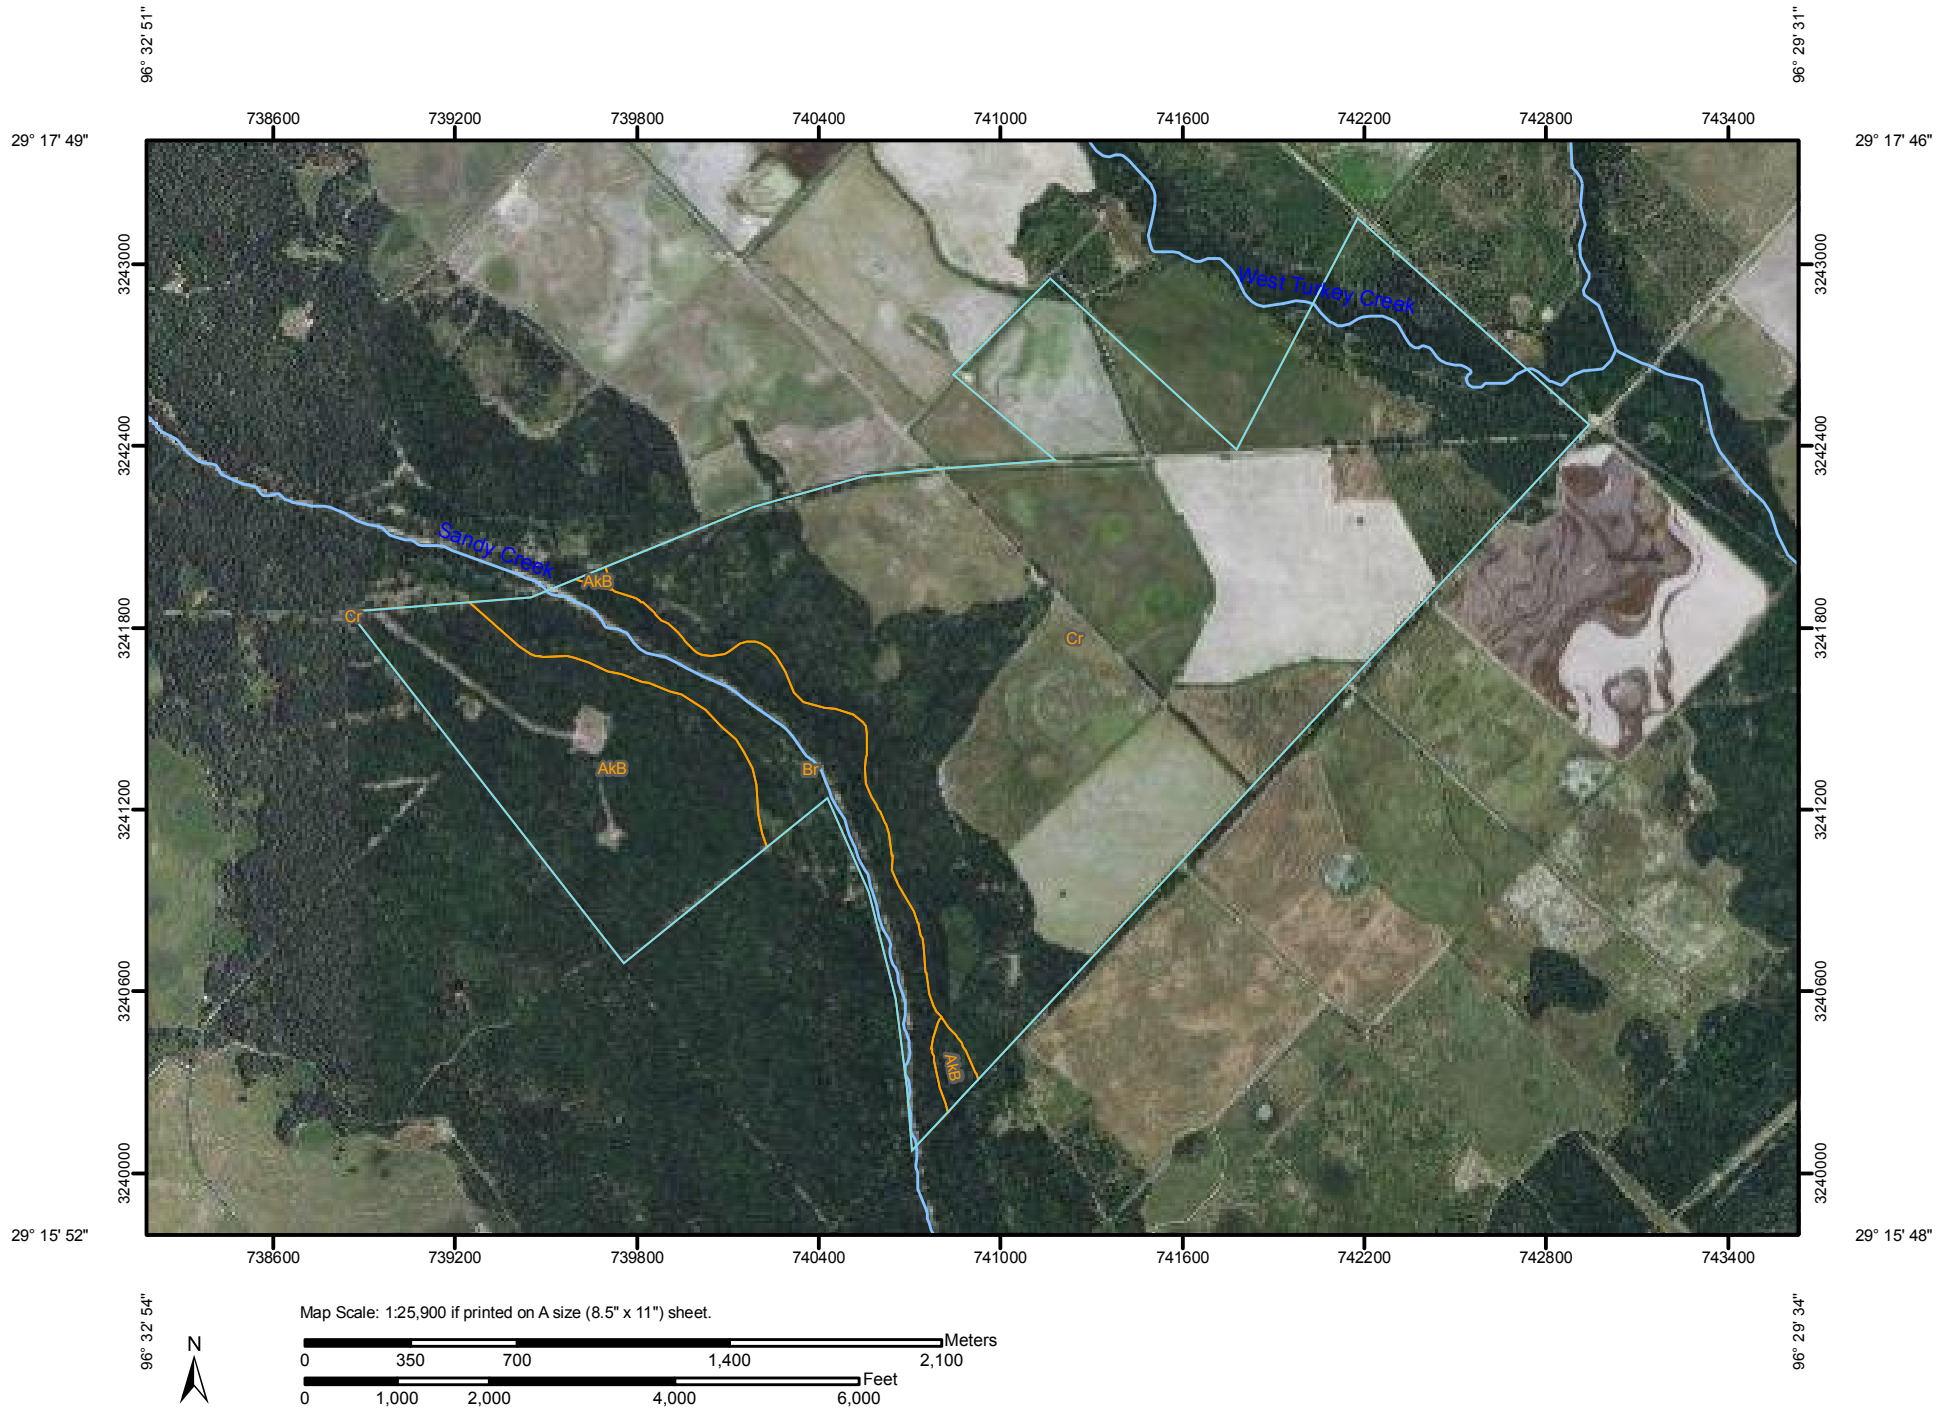 96° 32' 51"
96° 29' 31"
738600 739200 739800 740400 741000 741600 742200 742800 743400
29° 17' 49"
29° 17' 46"
3243000
3243000
West Turkey Creek
3242400
3242400
Sandy Creek
AkB
Cr
3241800
3241800
Cr
AkB
Br
3241200
3241200
3240600
3240600
AkB
3240000
3240000
29° 15' 52"
29° 15' 48"
738600 739200 739800 740400 741000 741600 742200 742800 743400
96° 32' 54"
96° 29' 34"
Map Scale: 1:25,900 if printed on A size (8.5" x 11") sheet.
N
Meters
0 350 700 1,400 2,100
Feet
0 1,000 2,000 4,000 6,000